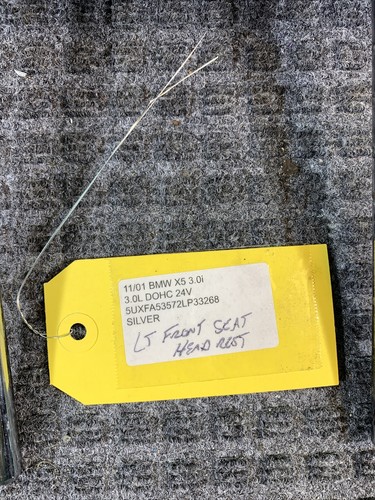 11/01 BMW X5 3.0i
3.0L DOHC 24V
5UXFA53572LP33268
SILVER
LT FRONT SEAT
HEAD REST